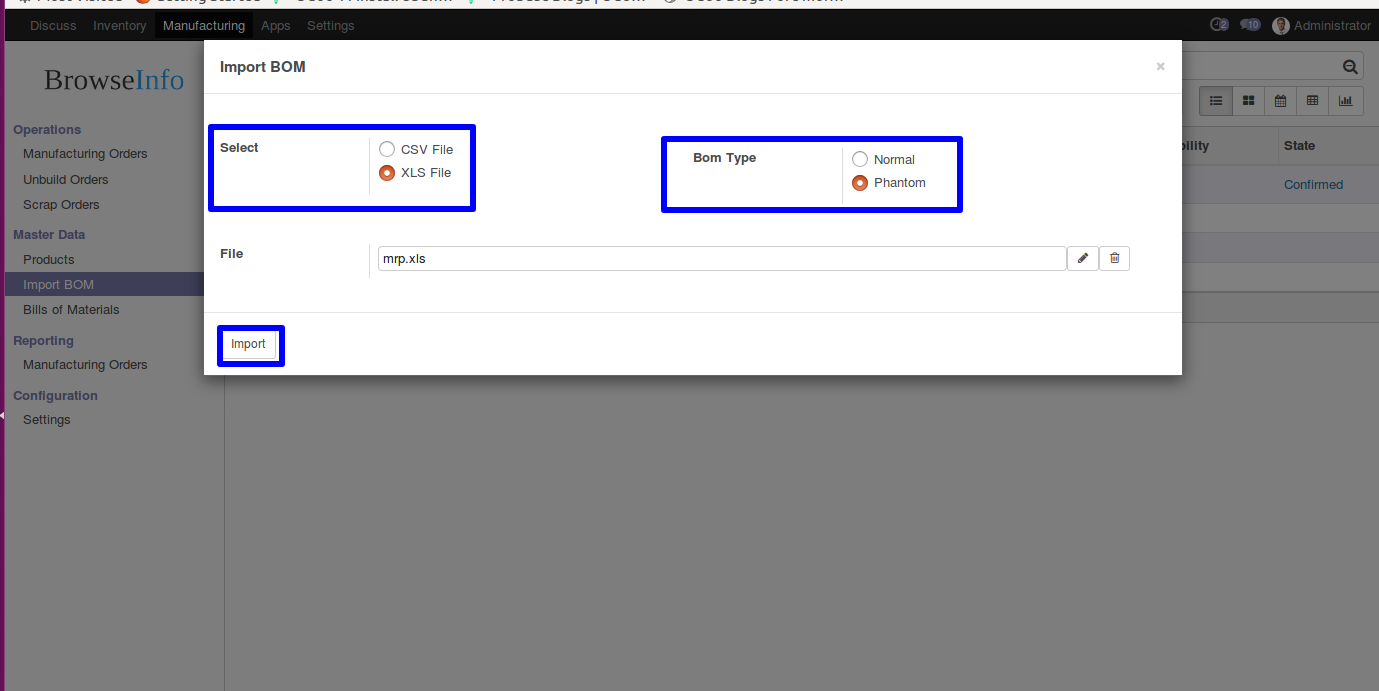 Discuss Inventory Manufacturing Apps Settings 2 10 Administrator
BrowseInfo
Operations
Manufacturing Orders
Unbuild Orders
Scrap Orders
Master Data
Products
Import BOM
Bills of Materials
Reporting
Manufacturing Orders
Configuration
Settings
Import BOM ×
Select
CSV File
XLS File
Bom Type
Normal
Phantom
File
mrp.xls
Import
State
Confirmed